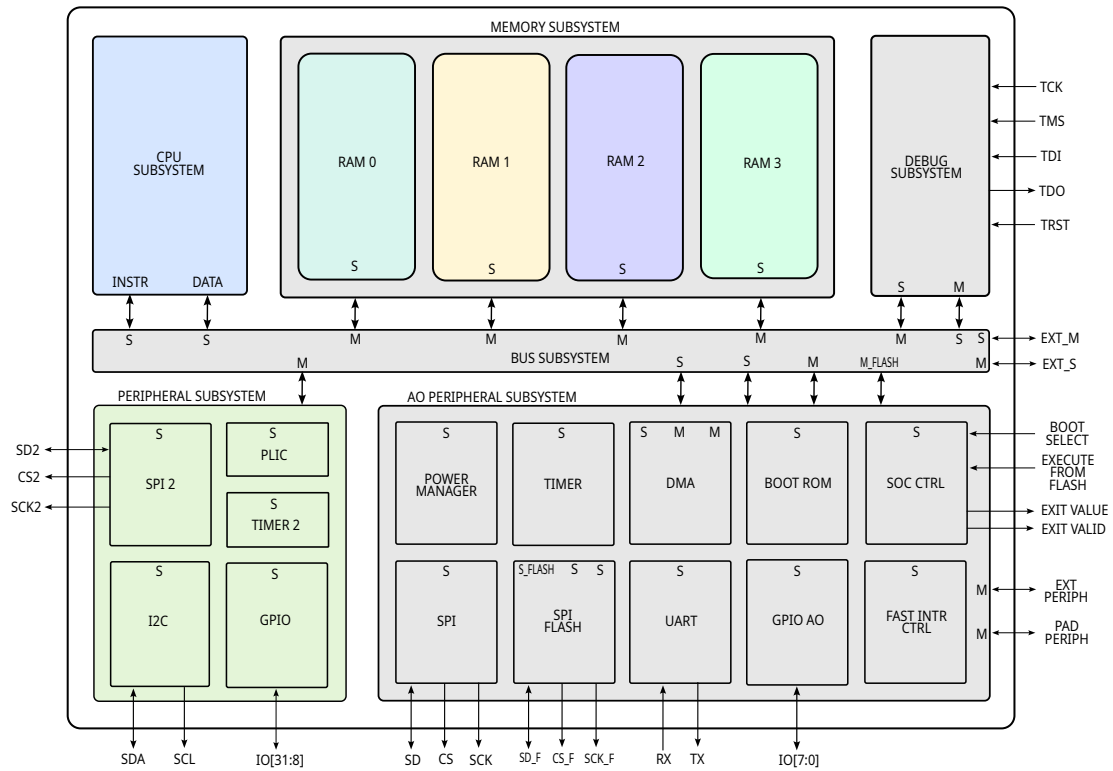 MEMORY SUBSYSTEM
CPU
SUBSYSTEM
INSTR DATA
RAM 0
S
RAM 1
S
RAM 2
S
RAM 3
S
DEBUG
SUBSYSTEM
S M
TCK
TMS
TDI
TDO
TRST
S S M M M M M S S
EXT_M
BUS SUBSYSTEM
M S S M M_FLASH M
EXT_S
PERIPHERAL SUBSYSTEM
S
SPI 2
S
PLIC
S
TIMER 2
S
I2C
S
GPIO
SD2
CS2
SCK2
SDA
SCL
IO[31:8]
AO PERIPHERAL SUBSYSTEM
S
POWER
MANAGER
S
TIMER
S M M
DMA
S
BOOT ROM
S
SOC CTRL
S
SPI
S_FLASH S S
SPI
FLASH
S
UART
S
GPIO AO
S
FAST INTR
CTRL
M
M
BOOT
SELECT
EXECUTE
FROM
FLASH
EXIT VALUE
EXIT VALID
EXT
PERIPH
PAD
PERIPH
SD
CS
SCK
SD_F
CS_F
SCK_F
RX
TX
IO[7:0]